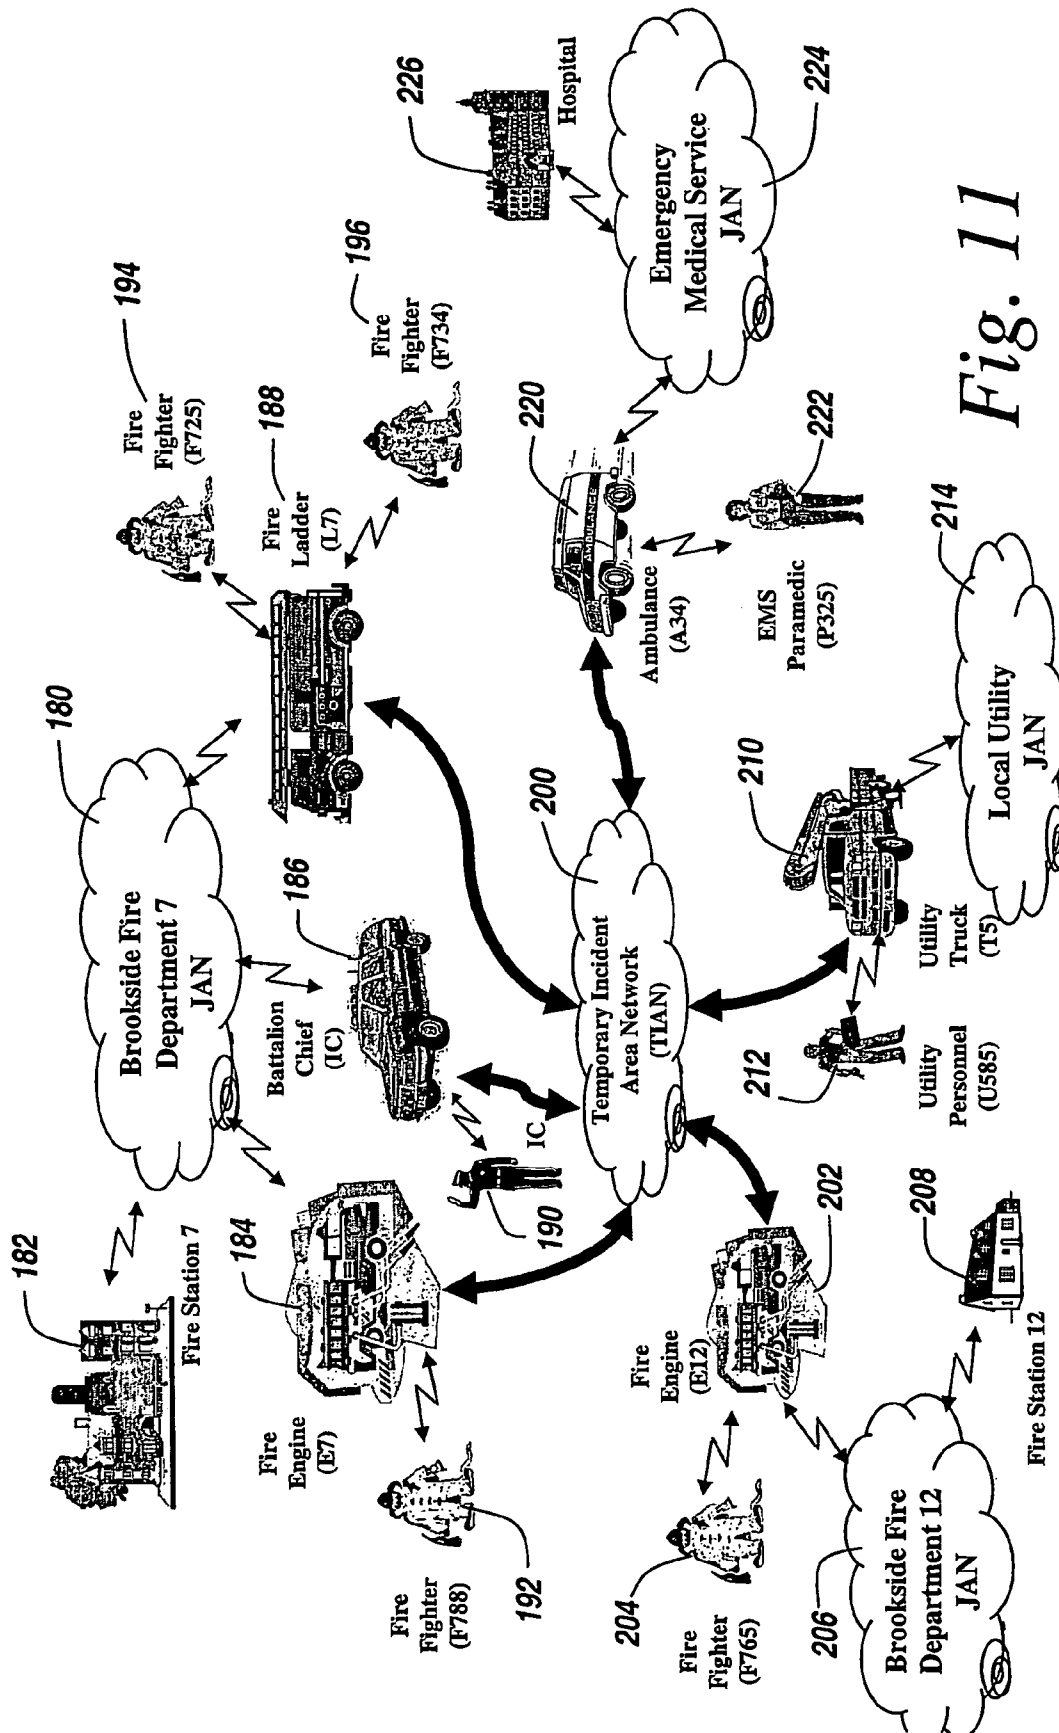 182
Fire Station 7
Brookside Fire
Department 7
JAN
180
194
Fire
Fighter
(F725)
Fire
Engine
(E7)
184
Battalion
Chief
(IC)
186
Fire
Ladder
(L7)
188
Fire
Fighter
(F734)
196
226
Hospital
Fire
Fighter
(F788)
192
190
IC
Temporary Incident
Area Network
(TIAN)
200
Ambulance
(A34)
220
EMS
Paramedic
(P325)
222
Emergency
Medical Service
JAN
224
204
Fire
Fighter
(F765)
Fire
Engine
(E12)
202
212
Utility
Personnel
(U585)
Utility
Truck
(T5)
210
214
Local Utility
JAN
206
Brookside Fire
Department 12
JAN
208
Fire Station 12
AMBULANCE
Fig. 11